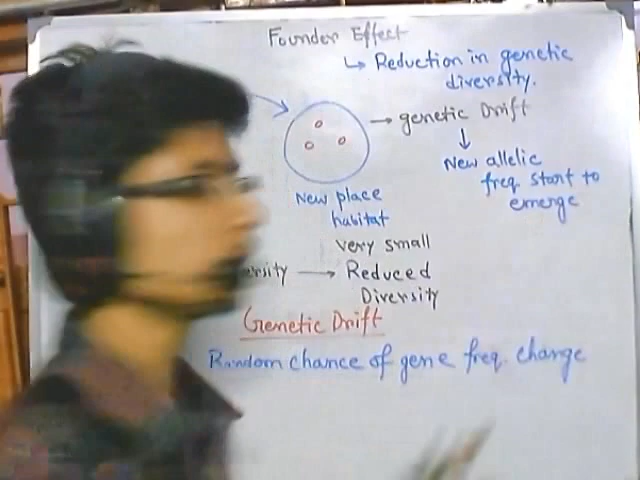 Founder Effect
↳ Reduction in genetic
diversity.
→ genetic Drift
↓
New allelic
freq. start to
emerge
New place
habitat
very small
ersity → Reduced
Diversity
Genetic Drift
Random chance of gene freq. change